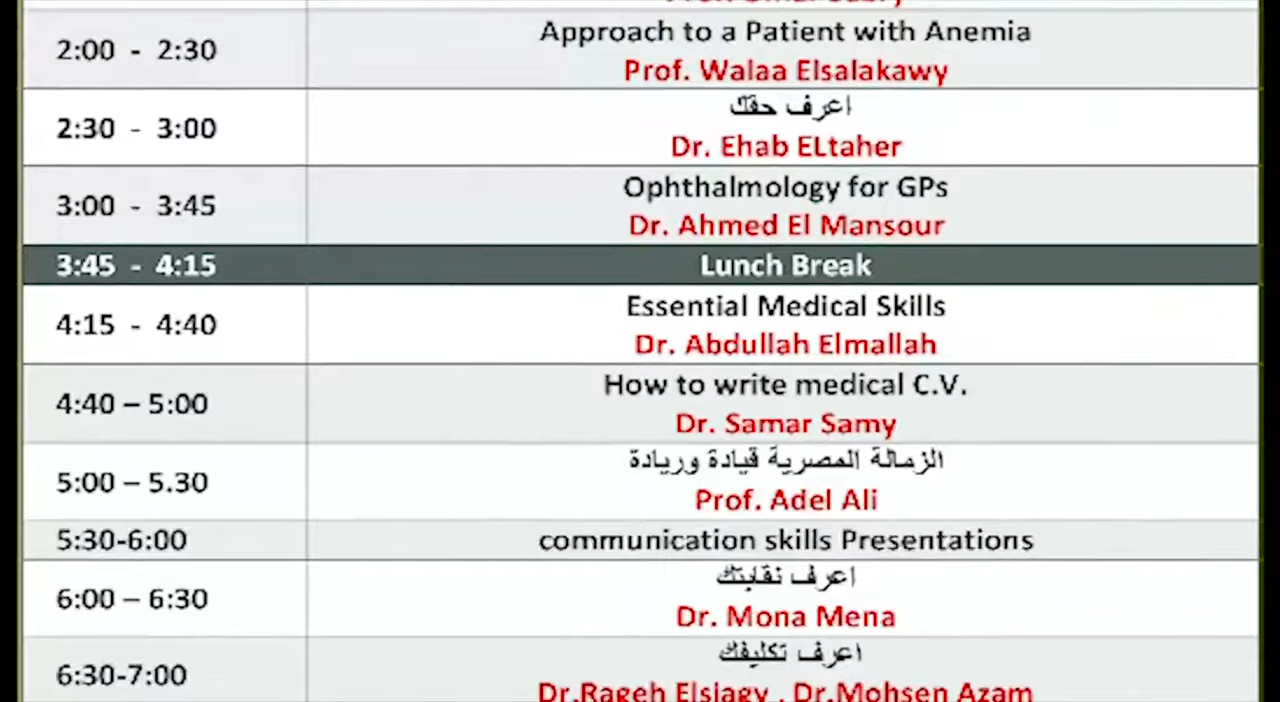 2:00 - 2:30
Approach to a Patient with Anemia
Prof. Walaa Elsalakawy
2:30 - 3:00
اعرف حقك
Dr. Ehab ELtaher
3:00 - 3:45
Ophthalmology for GPs
Dr. Ahmed El Mansour
3:45 - 4:15
Lunch Break
4:15 - 4:40
Essential Medical Skills
Dr. Abdullah Elmallah
4:40 – 5:00
How to write medical C.V.
Dr. Samar Samy
5:00 – 5.30
الزمالة المصرية قيادة وريادة
Prof. Adel Ali
5:30-6:00
communication skills Presentations
6:00 – 6:30
اعرف نقابتك
Dr. Mona Mena
6:30-7:00
اعرف تكليفك
Dr.Rageh Elsiagy , Dr.Mohsen Azam